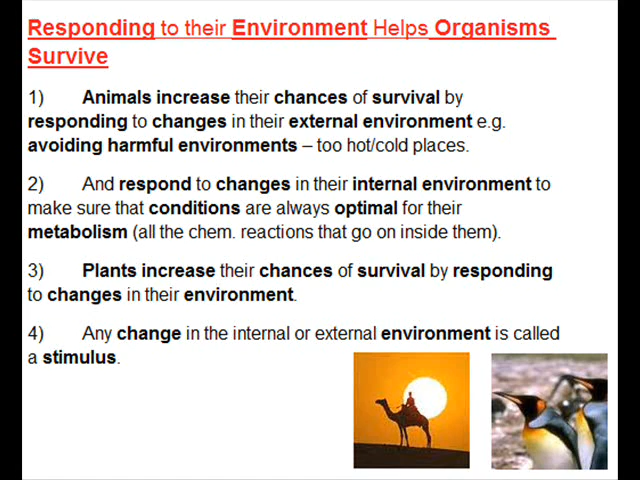 Responding to their Environment Helps Organisms
Survive
1) Animals increase their chances of survival by
responding to changes in their external environment e.g.
avoiding harmful environments – too hot/cold places.
2) And respond to changes in their internal environment to
make sure that conditions are always optimal for their
metabolism (all the chem. reactions that go on inside them).
3) Plants increase their chances of survival by responding
to changes in their environment.
4) Any change in the internal or external environment is called
a stimulus.